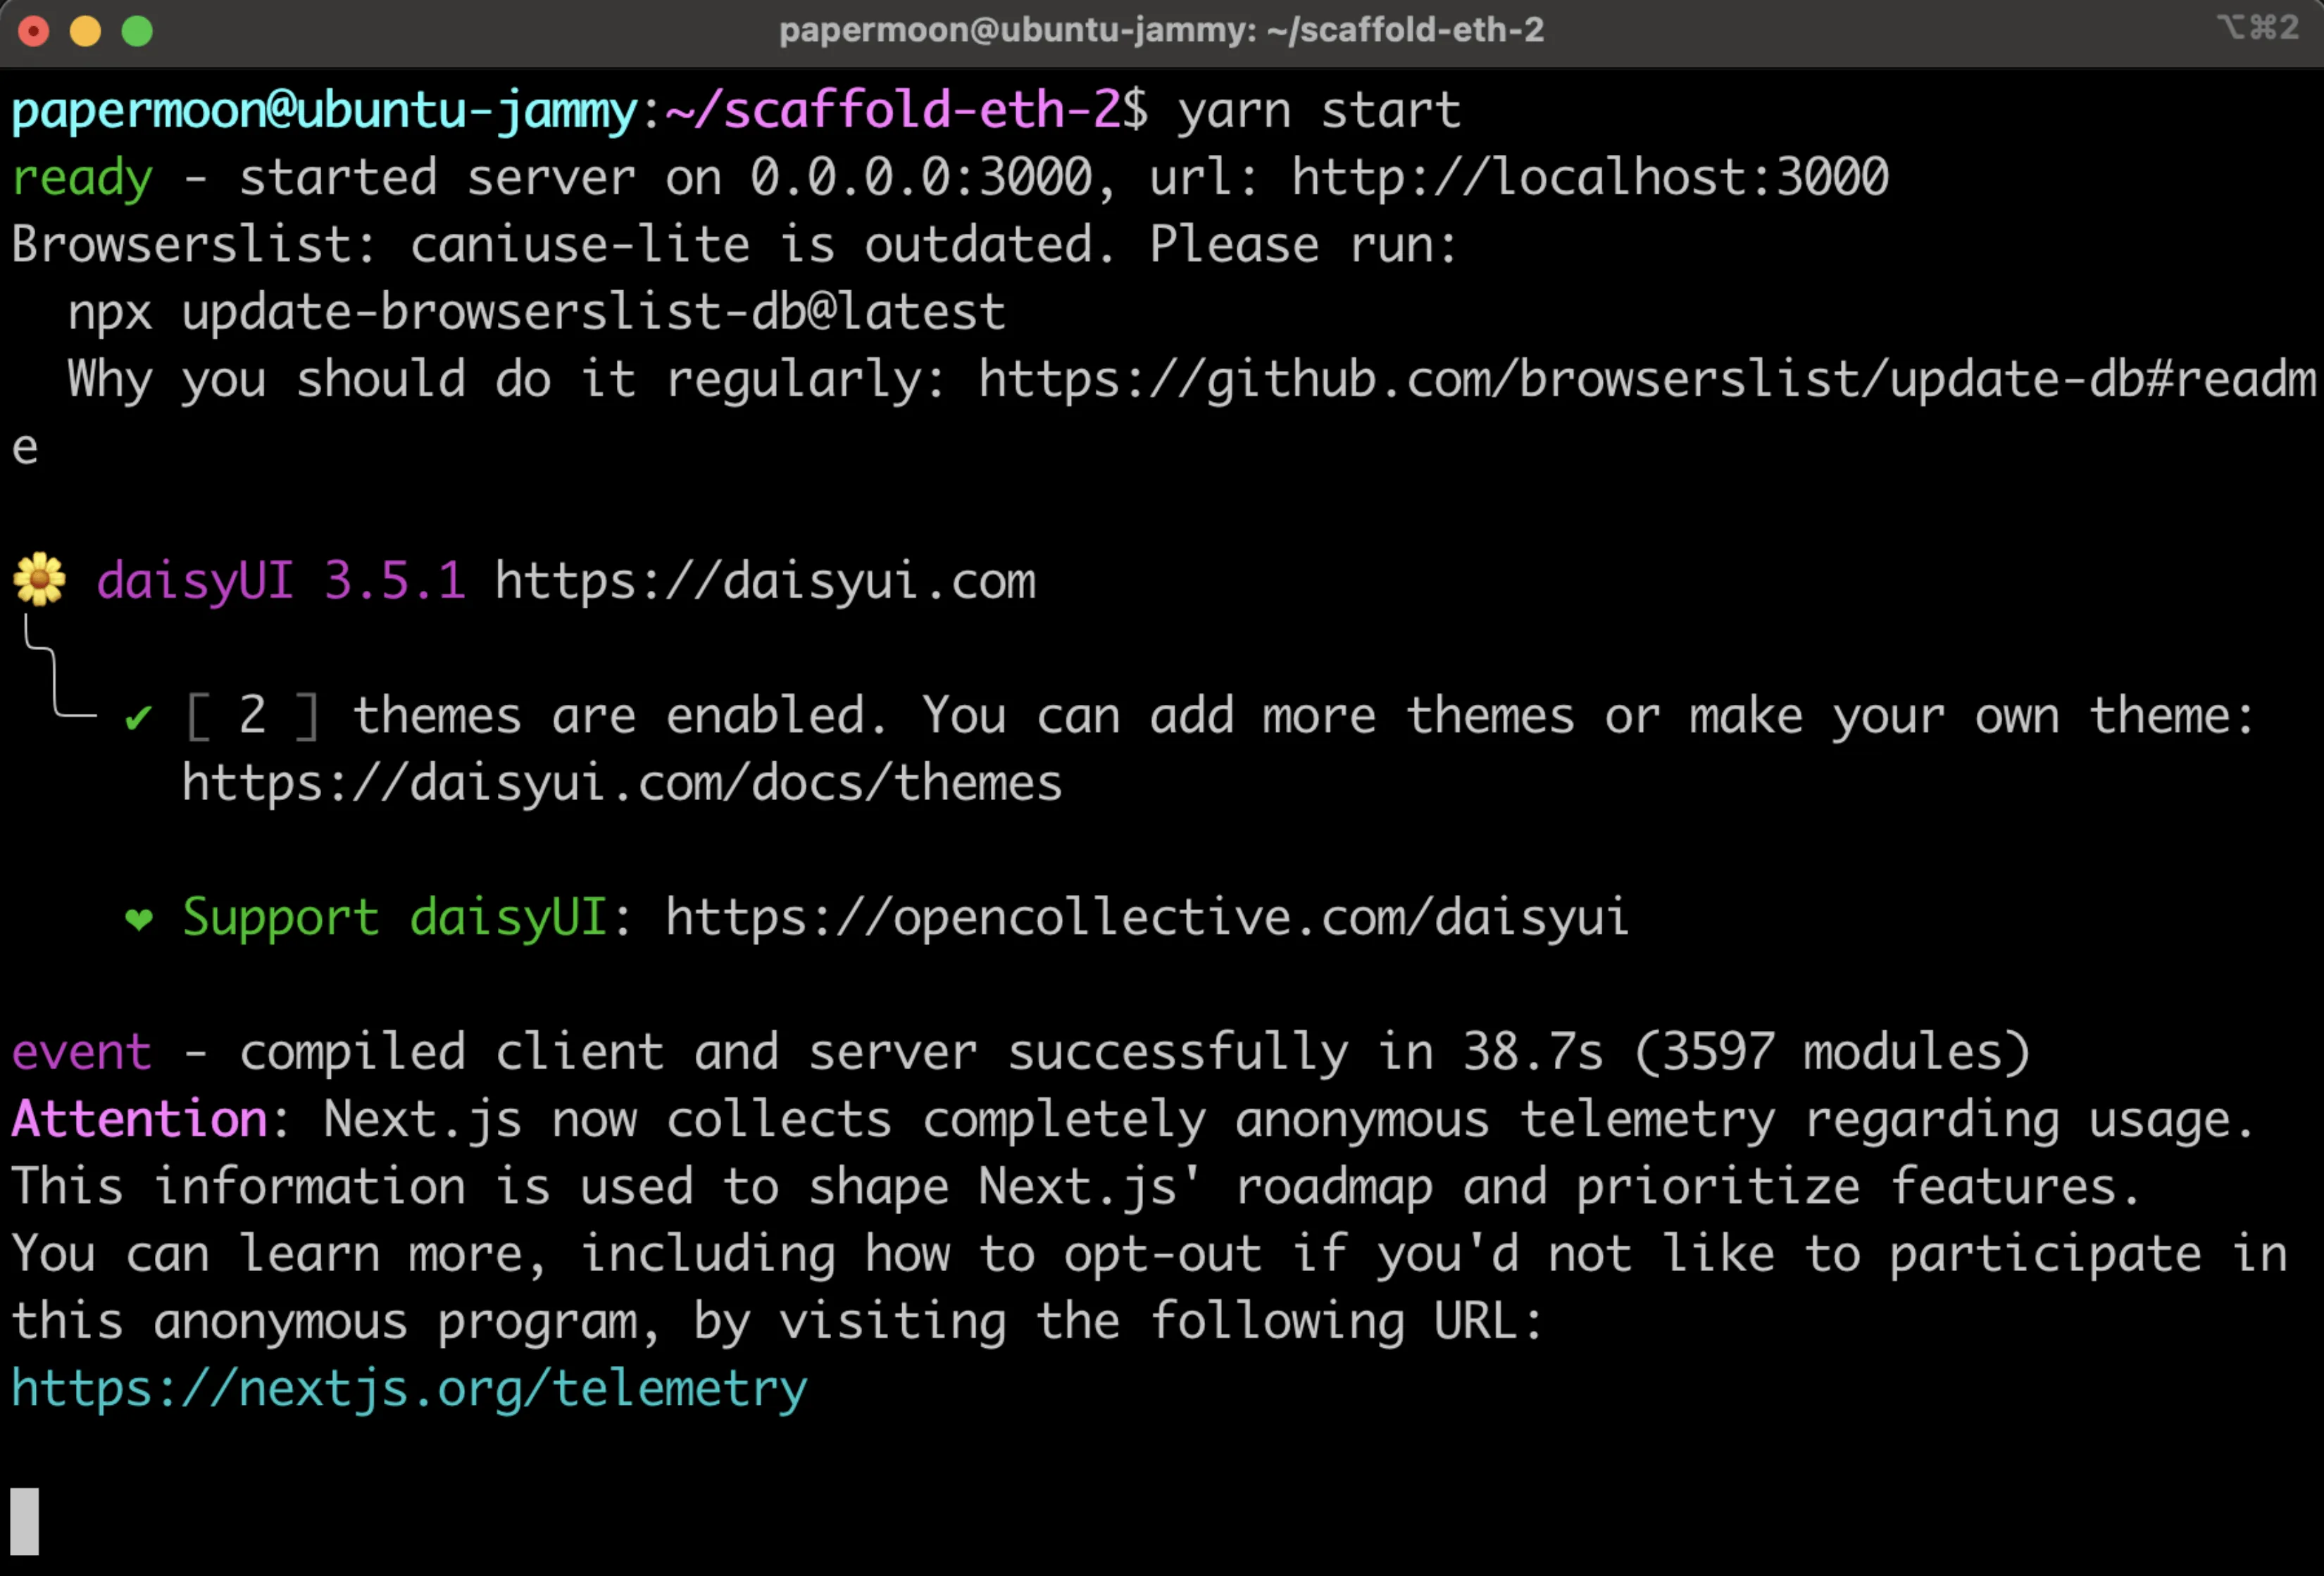 papermoon@ubuntu-jammy: ~/scaffold-eth-2
⌥⌘2
papermoon@ubuntu-jammy:~/scaffold-eth-2$ yarn start
ready - started server on 0.0.0.0:3000, url: http://localhost:3000
Browserslist: caniuse-lite is outdated. Please run:
  npx update-browserslist-db@latest
  Why you should do it regularly: https://github.com/browserslist/update-db#readm
e
🌼 daisyUI 3.5.1 https://daisyui.com
✔ [ 2 ] themes are enabled. You can add more themes or make your own theme:
https://daisyui.com/docs/themes
❤ Support daisyUI: https://opencollective.com/daisyui
event - compiled client and server successfully in 38.7s (3597 modules)
Attention: Next.js now collects completely anonymous telemetry regarding usage.
This information is used to shape Next.js' roadmap and prioritize features.
You can learn more, including how to opt-out if you'd not like to participate in
this anonymous program, by visiting the following URL:
https://nextjs.org/telemetry